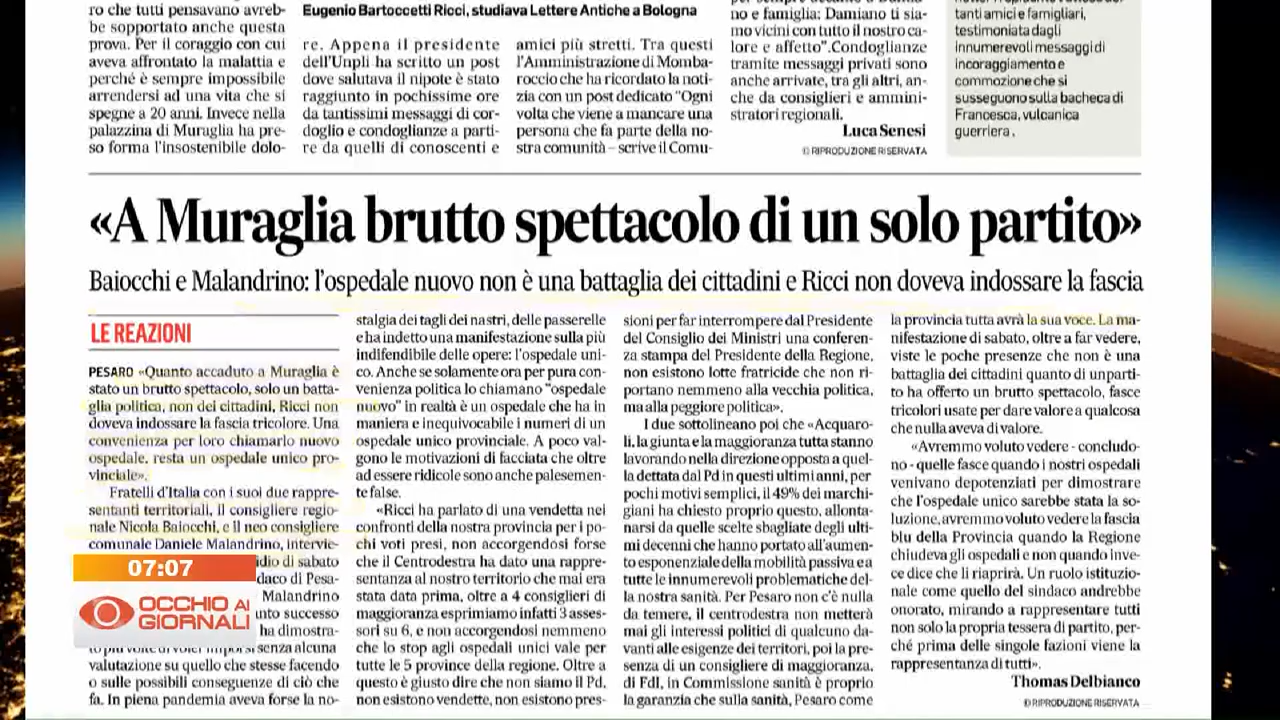 ro che tutti pensavano avreb-
be sopportato anche questa
prova. Per il coraggio con cui
aveva affrontato la malattia e
perché è sempre impossibile
arrendersi ad una vita che si
spegne a 20 anni. Invece nella
palazzina di Muraglia ha pre-
so forma l'insostenibile dolo-
Eugenio Bartoccetti Ricci, studiava Lettere Antiche a Bologna
re. Appena il presidente
dell'Unpli ha scritto un post
dove salutava il nipote è stato
raggiunto in pochissime ore
da tantissimi messaggi di cor-
doglio e condoglianze a parti-
re da quelli di conoscenti e
amici più stretti. Tra questi
l'Amministrazione di Momba-
roccio che ha ricordato la noti-
zia con un post dedicato "Ogni
volta che viene a mancare una
persona che fa parte della no-
stra comunità – scrive il Comu-
no e famiglia: Damiano ti sia-
mo vicini con tutto il nostro ca-
lore e affetto".Condoglianze
tramite messaggi privati sono
anche arrivate, tra gli altri, an-
che da consiglieri e ammini-
stratori regionali.
Luca Senesi
© RIPRODUZIONE RISERVATA
tanti amici e famigliari,
testimoniata dagli
innumerevoli messaggi di
incoraggiamento e
commozione che si
susseguono sulla bacheca di
Francesca, vulcanica
guerriera.
«A Muraglia brutto spettacolo di un solo partito»
Baiocchi e Malandrino: l'ospedale nuovo non è una battaglia dei cittadini e Ricci non doveva indossare la fascia
LE REAZIONI
PESARO «Quanto accaduto a Muraglia è
stato un brutto spettacolo, solo un batta-
glia politica, non dei cittadini, Ricci non
doveva indossare la fascia tricolore. Una
convenienza per loro chiamarlo nuovo
ospedale, resta un ospedale unico pro-
vinciale».
Fratelli d'Italia con i suoi due rappre-
sentanti territoriali, il consigliere regio-
nale Nicola Baiocchi, e il neo consigliere
comunale Daniele Malandrino, intervie-
dio di sabato
daco di Pesa-
Malandrino
nto successo
ha dimostra-
senza alcuna
valutazione su quello che stesse facendo
o sulle possibili conseguenze di ciò che
fa. In piena pandemia aveva forse la no-
stalgia dei tagli dei nastri, delle passerelle
e ha indetto una manifestazione sulla più
indifendibile delle opere: l'ospedale uni-
co. Anche se solamente ora per pura con-
venienza politica lo chiamano "ospedale
nuovo" in realtà è un ospedale che ha in
maniera e inequivocabile i numeri di un
ospedale unico provinciale. A poco val-
gono le motivazioni di facciata che oltre
ad essere ridicole sono anche palesemen-
te false.
«Ricci ha parlato di una vendetta nei
confronti della nostra provincia per i po-
chi voti presi, non accorgendosi forse
che il Centrodestra ha dato una rappre-
sentanza al nostro territorio che mai era
stata data prima, oltre a 4 consiglieri di
maggioranza esprimiamo infatti 3 asses-
sori su 6, e non accorgendosi nemmeno
che lo stop agli ospedali unici vale per
tutte le 5 province della regione. Oltre a
questo è giusto dire che non siamo il Pd,
non esistono vendette, non esistono pres-
sioni per far interrompere dal Presidente
del Consiglio dei Ministri una conferen-
za stampa del Presidente della Regione,
non esistono lotte fratricide che non ri-
portano nemmeno alla vecchia politica,
ma alla peggiore politica».
I due sottolineano poi che «Acquaro-
li, la giunta e la maggioranza tutta stanno
lavorando nella direzione opposta a quel-
la dettata dal Pd in questi ultimi anni, per
pochi motivi semplici, il 49% dei marchi-
giani ha chiesto proprio questo, allonta-
narsi da quelle scelte sbagliate degli ulti-
mi decenni che hanno portato all'aumen-
to esponenziale della mobilità passiva e a
tutte le innumerevoli problematiche del-
la nostra sanità. Per Pesaro non c'è nulla
da temere, il centrodestra non metterà
mai gli interessi politici di qualcuno da-
vanti alle esigenze dei territori, poi la pre-
senza di un consigliere di maggioranza,
di FdI, in Commissione sanità è proprio
la garanzia che sulla sanità, Pesaro come
la provincia tutta avrà la sua voce. La ma-
nifestazione di sabato, oltre a far vedere,
viste le poche presenze che non è una
battaglia dei cittadini quanto di un parti-
to ha offerto un brutto spettacolo, fasce
tricolori usate per dare valore a qualcosa
che nulla aveva di valore.
«Avremmo voluto vedere - concludo-
no - quelle fasce quando i nostri ospedali
venivano depotenziati per dimostrare
che l'ospedale unico sarebbe stata la so-
luzione, avremmo voluto vedere la fascia
blu della Provincia quando la Regione
chiudeva gli ospedali e non quando inve-
ce dice che li riaprirà. Un ruolo istituzio-
nale come quello del sindaco andrebbe
onorato, mirando a rappresentare tutti
non solo la propria tessera di partito, per-
ché prima delle singole fazioni viene la
rappresentanza di tutti».
Thomas Delbianco
© RIPRODUZIONE RISERVATA
07:07
OCCHIO AI
GIORNALI